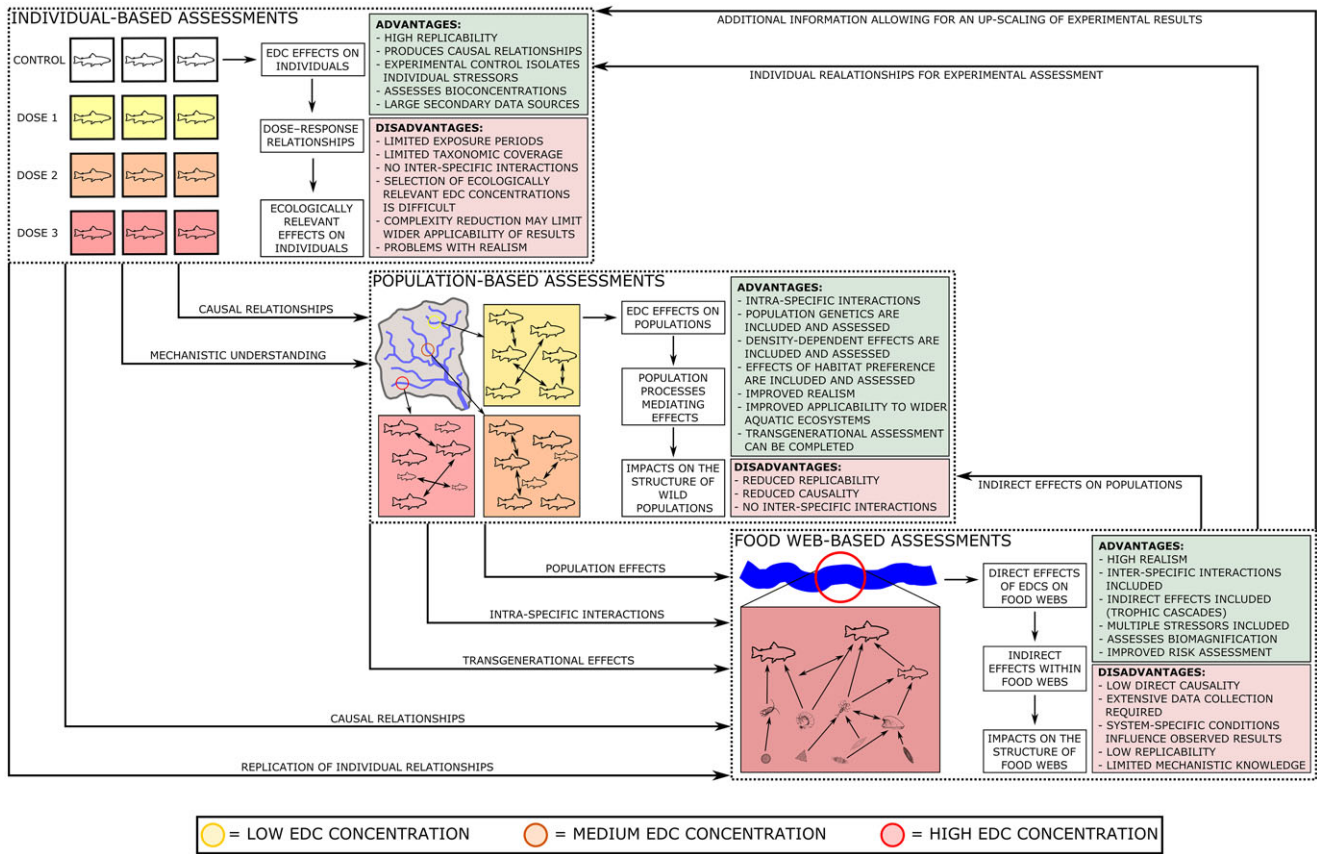 INDIVIDUAL-BASED ASSESSMENTS
CONTROL
DOSE 1
DOSE 2
DOSE 3
EDC EFFECTS ON
INDIVIDUALS
DOSE–RESPONSE
RELATIONSHIPS
ECOLOGICALLY
RELEVANT
EFFECTS ON
INDIVIDUALS
ADVANTAGES:
- HIGH REPLICABILITY
- PRODUCES CAUSAL RELATIONSHIPS
- EXPERIMENTAL CONTROL ISOLATES
INDIVIDUAL STRESSORS
- ASSESSES BIOCONCENTRATIONS
- LARGE SECONDARY DATA SOURCES
DISADVANTAGES:
- LIMITED EXPOSURE PERIODS
- LIMITED TAXONOMIC COVERAGE
- NO INTER-SPECIFIC INTERACTIONS
- SELECTION OF ECOLOGICALLY
RELEVANT EDC CONCENTRATIONS
IS DIFFICULT
- COMPLEXITY REDUCTION MAY LIMIT
WIDER APPLICABILITY OF RESULTS
- PROBLEMS WITH REALISM
ADDITIONAL INFORMATION ALLOWING FOR AN UP-SCALING OF EXPERIMENTAL RESULTS
INDIVIDUAL REALATIONSHIPS FOR EXPERIMENTAL ASSESSMENT
CAUSAL RELATIONSHIPS
MECHANISTIC UNDERSTANDING
POPULATION-BASED ASSESSMENTS
EDC EFFECTS ON
POPULATIONS
POPULATION
PROCESSES
MEDIATING
EFFECTS
IMPACTS ON THE
STRUCTURE OF
WILD
POPULATIONS
ADVANTAGES:
- INTRA-SPECIFIC INTERACTIONS
- POPULATION GENETICS ARE
INCLUDED AND ASSESSED
- DENSITY-DEPENDENT EFFECTS ARE
INCLUDED AND ASSESSED
- EFFECTS OF HABITAT PREFERENCE
ARE INCLUDED AND ASSESSED
- IMPROVED REALISM
- IMPROVED APPLICABILITY TO WIDER
AQUATIC ECOSYSTEMS
- TRANSGENERATIONAL ASSESSMENT
CAN BE COMPLETED
DISADVANTAGES:
- REDUCED REPLICABILITY
- REDUCED CAUSALITY
- NO INTER-SPECIFIC INTERACTIONS
INDIRECT EFFECTS ON POPULATIONS
POPULATION EFFECTS
INTRA-SPECIFIC INTERACTIONS
TRANSGENERATIONAL EFFECTS
CAUSAL RELATIONSHIPS
REPLICATION OF INDIVIDUAL RELATIONSHIPS
FOOD WEB-BASED ASSESSMENTS
DIRECT EFFECTS
OF EDCS ON
FOOD WEBS
INDIRECT
EFFECTS WITHIN
FOOD WEBS
IMPACTS ON THE
STRUCTURE OF
FOOD WEBS
ADVANTAGES:
- HIGH REALISM
- INTER-SPECIFIC INTERACTIONS
INCLUDED
- INDIRECT EFFECTS INCLUDED
(TROPHIC CASCADES)
- MULTIPLE STRESSORS INCLUDED
- ASSESSES BIOMAGNIFICATION
- IMPROVED RISK ASSESSMENT
DISADVANTAGES:
- LOW DIRECT CAUSALITY
- EXTENSIVE DATA COLLECTION
REQUIRED
- SYSTEM-SPECIFIC CONDITIONS
INFLUENCE OBSERVED RESULTS
- LOW REPLICABILITY
- LIMITED MECHANISTIC KNOWLEDGE
= LOW EDC CONCENTRATION
= MEDIUM EDC CONCENTRATION
= HIGH EDC CONCENTRATION